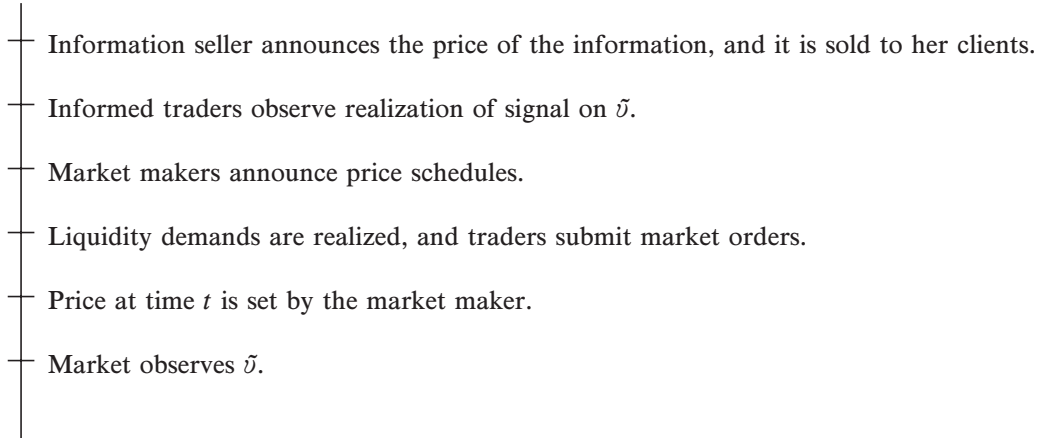 Information seller announces the price of the information, and it is sold to her clients.
Informed traders observe realization of signal on ṽ.
Market makers announce price schedules.
Liquidity demands are realized, and traders submit market orders.
Price at time t is set by the market maker.
Market observes ṽ.